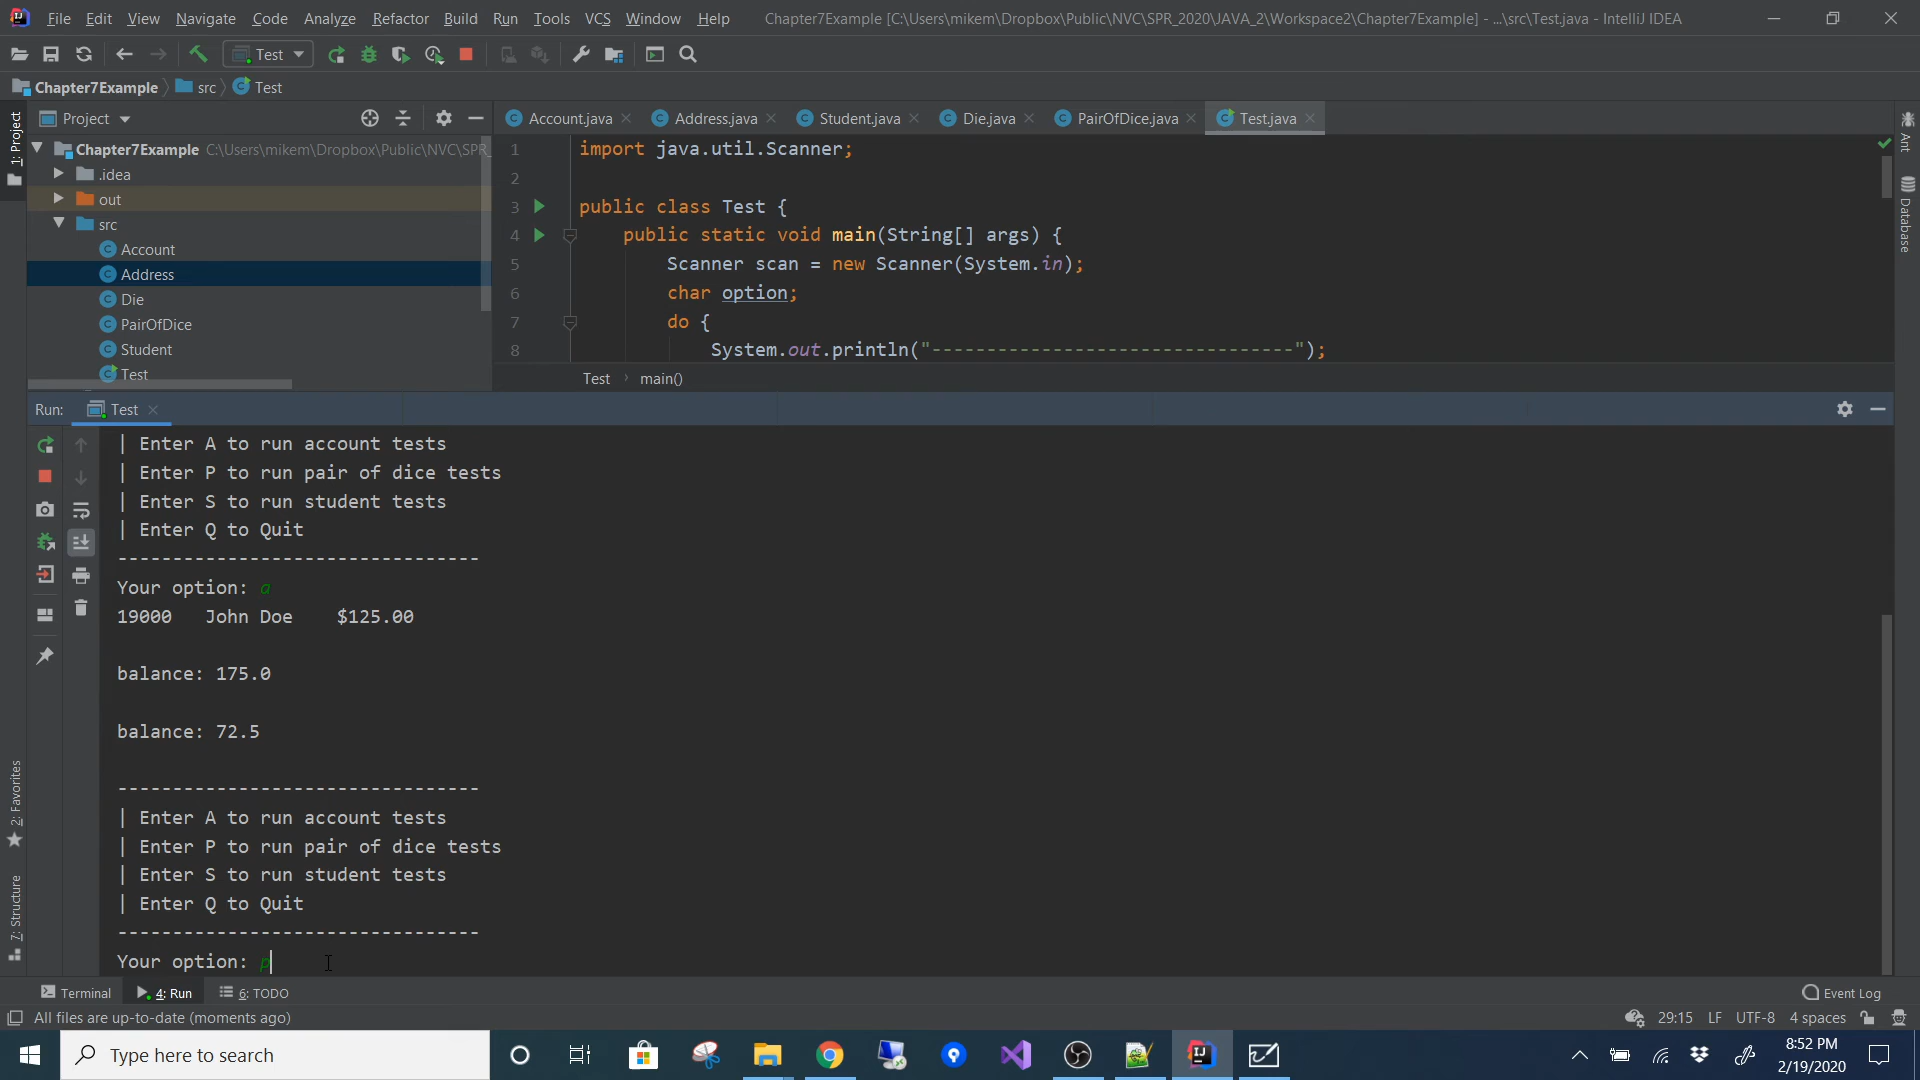 File Edit View Navigate Code Analyze Refactor Build Run Tools VCS Window Help Chapter7Example [C:\Users\mikem\Dropbox\Public\NVC\SPR_2020\JAVA_2\Workspace2\Chapter7Example] - ...\src\Test.java - IntelliJ IDEA
Test
Chapter7Example src Test
1: Project
Project
Account.java Address.java Student.java Die.java PairOfDice.java Test.java
Ant
Database
Chapter7Example C:\Users\mikem\Dropbox\Public\NVC\SPR_
.idea
out
src
Account
Address
Die
PairOfDice
Student
Test
1 import java.util.Scanner;
2
3 public class Test {
4 public static void main(String[] args) {
5 Scanner scan = new Scanner(System.in);
6 char option;
7 do {
8 System.out.println("---------------------------------");
Test main()
Run: Test
| Enter A to run account tests
| Enter P to run pair of dice tests
| Enter S to run student tests
| Enter Q to Quit
---------------------------------
Your option: a
19000 John Doe $125.00
balance: 175.0
balance: 72.5
---------------------------------
| Enter A to run account tests
| Enter P to run pair of dice tests
| Enter S to run student tests
| Enter Q to Quit
---------------------------------
Your option: p
2: Favorites
7: Structure
Terminal 4: Run 6: TODO Event Log
All files are up-to-date (moments ago) 29:15 LF UTF-8 4 spaces
Type here to search
8:52 PM
2/19/2020